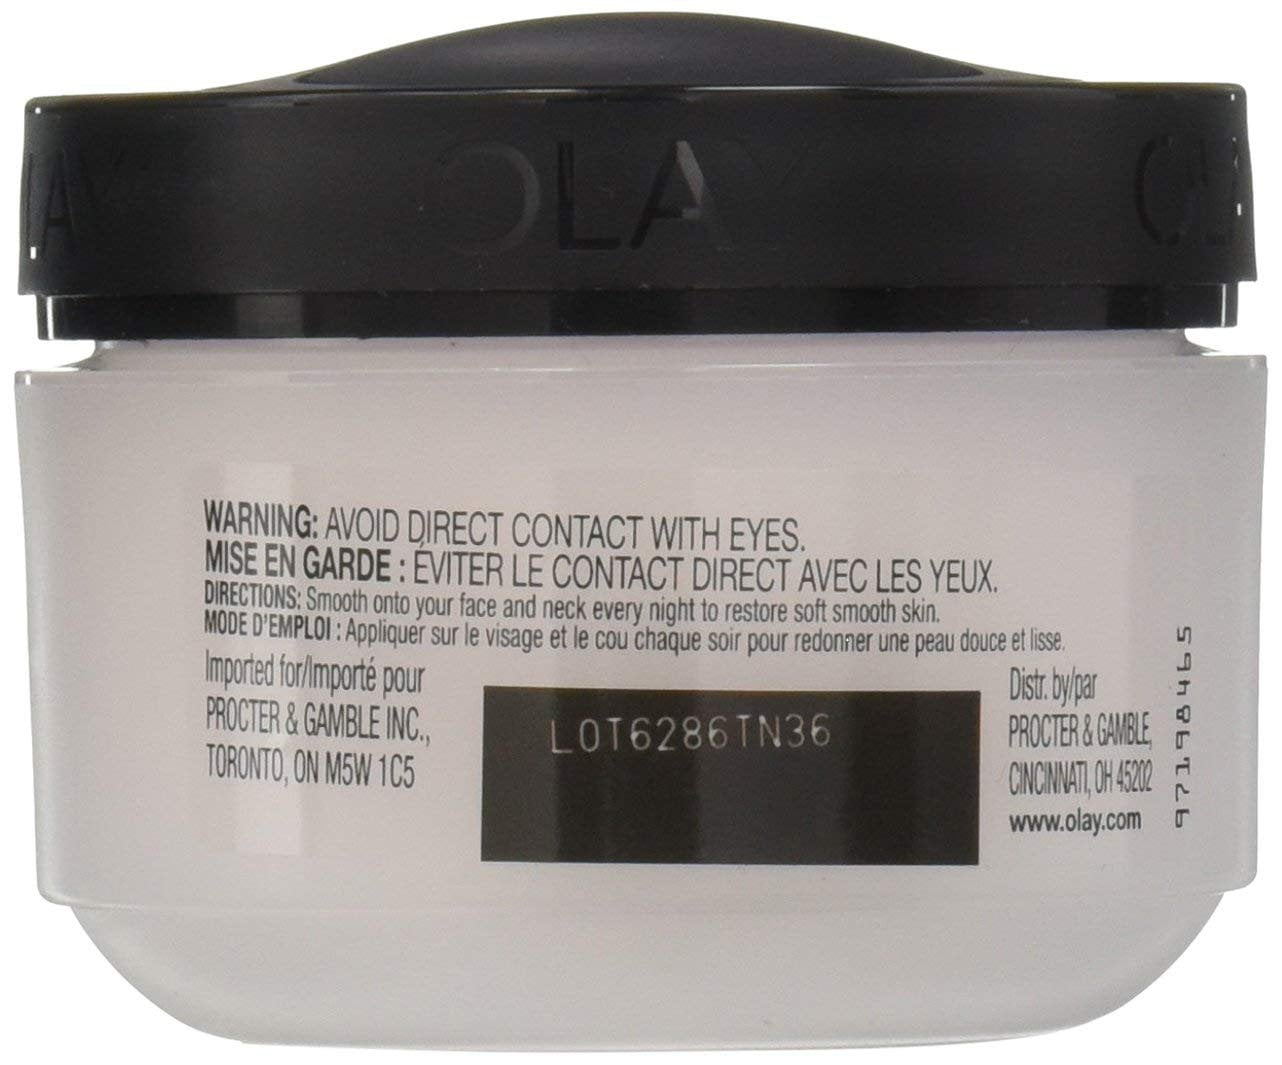 OLAY
WARNING: AVOID DIRECT CONTACT WITH EYES.
MISE EN GARDE : ÉVITER LE CONTACT DIRECT AVEC LES YEUX.
DIRECTIONS: Smooth onto your face and neck every night to restore soft smooth skin.
MODE D'EMPLOI : Appliquer sur le visage et le cou chaque soir pour redonner une peau douce et lisse.
Imported for/Importé pour
PROCTER & GAMBLE INC.,
TORONTO, ON M5W 1C5
LOT6286TN36
Distr. by/par
PROCTER & GAMBLE,
CINCINNATI, OH 45202
www.olay.com
97198465